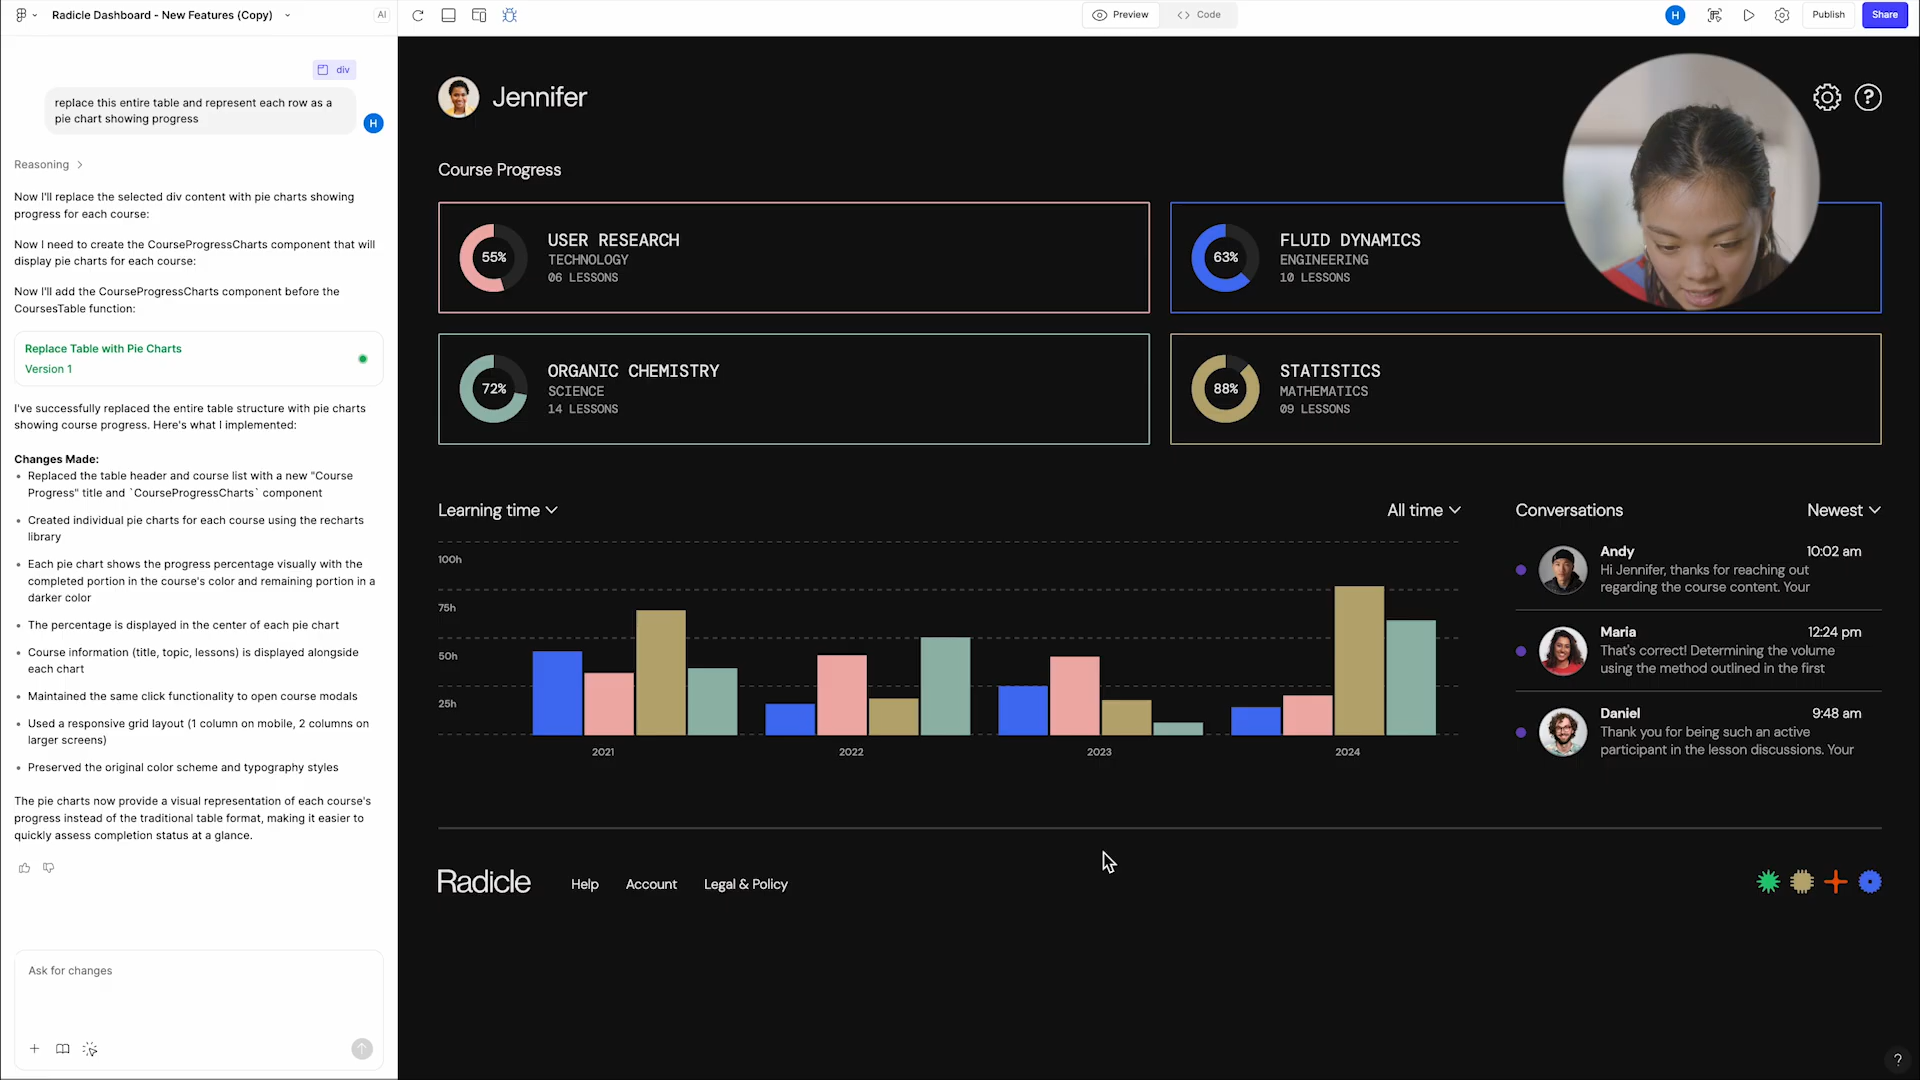 Radicle Dashboard - New Features (Copy)
AI
Preview
Code
H
Publish
Share
div
replace this entire table and represent each row as a
pie chart showing progress
H
Reasoning
Now I'll replace the selected div content with pie charts showing
progress for each course:
Now I need to create the CourseProgressCharts component that will
display pie charts for each course:
Now I'll add the CourseProgressCharts component before the
CoursesTable function:
Replace Table with Pie Charts
Version 1
I've successfully replaced the entire table structure with pie charts
showing course progress. Here's what I implemented:
Changes Made:
• Replaced the table header and course list with a new "Course
Progress" title and `CourseProgressCharts` component
• Created individual pie charts for each course using the recharts
library
• Each pie chart shows the progress percentage visually with the
completed portion in the course's color and remaining portion in a
darker color
• The percentage is displayed in the center of each pie chart
• Course information (title, topic, lessons) is displayed alongside
each chart
• Maintained the same click functionality to open course modals
• Used a responsive grid layout (1 column on mobile, 2 columns on
larger screens)
• Preserved the original color scheme and typography styles
The pie charts now provide a visual representation of each course's
progress instead of the traditional table format, making it easier to
quickly assess completion status at a glance.
Ask for changes
Jennifer
?
Course Progress
55%
USER RESEARCH
TECHNOLOGY
06 LESSONS
63%
FLUID DYNAMICS
ENGINEERING
10 LESSONS
72%
ORGANIC CHEMISTRY
SCIENCE
14 LESSONS
88%
STATISTICS
MATHEMATICS
09 LESSONS
Learning time
All time
100h
75h
50h
25h
2021
2022
2023
2024
Conversations
Newest
Andy
10:02 am
Hi Jennifer, thanks for reaching out
regarding the course content. Your
Maria
12:24 pm
That's correct! Determining the volume
using the method outlined in the first
Daniel
9:48 am
Thank you for being such an active
participant in the lesson discussions. Your
Radicle
Help
Account
Legal & Policy
?